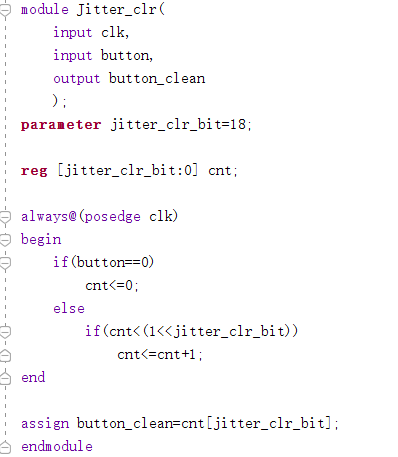 module Jitter_clr(
input clk,
input button,
output button_clean
);
parameter jitter_clr_bit=18;
reg [jitter_clr_bit:0] cnt;
always@(posedge clk)
begin
if(button==0)
cnt<=0;
else
if(cnt<(1<<jitter_clr_bit))
cnt<=cnt+1;
end
assign button_clean=cnt[jitter_clr_bit];
endmodule